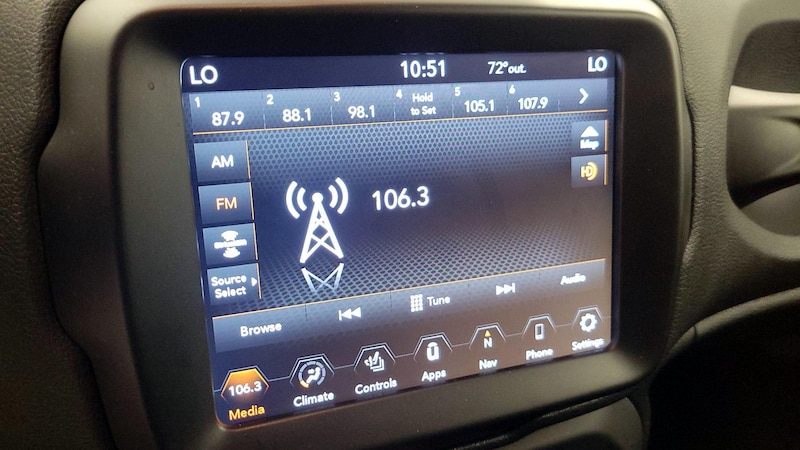 LO 10:51 72° out. LO
1 87.9
2 88.1
3 98.1
4 Hold
to Set
5 105.1
6 107.9
AM
Map
FM
HD
106.3
Source
Select
Browse
Tune
Audio
106.3
Media
Climate
Controls
Apps
N
Nav
Phone
Settings